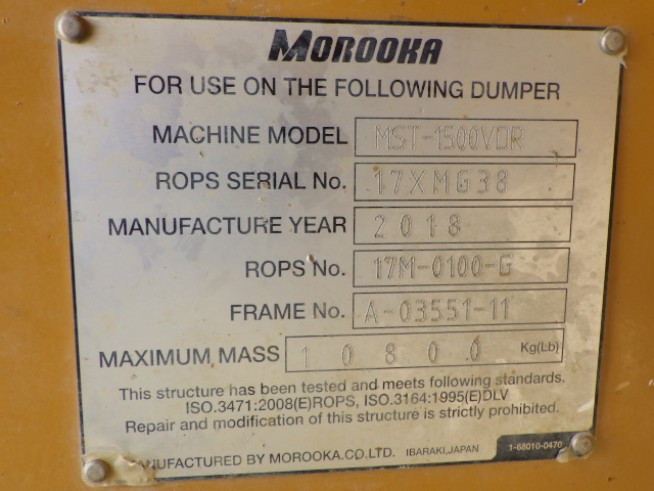 MOROOKA
FOR USE ON THE FOLLOWING DUMPER
MACHINE MODEL MST-1500VDR
ROPS SERIAL No. 17XMG38
MANUFACTURE YEAR 2018
ROPS No. 17M-0100-G
FRAME No. A-03551-11
MAXIMUM MASS 10800 Kg(Lb)
This structure has been tested and meets following standards.
ISO.3471:2008(E)ROPS, ISO.3164:1995(E)DLV
Repair and modification of this structure is strictly prohibited.
MANUFACTURED BY MOROOKA.CO.LTD. IBARAKI,JAPAN 1-68010-0470